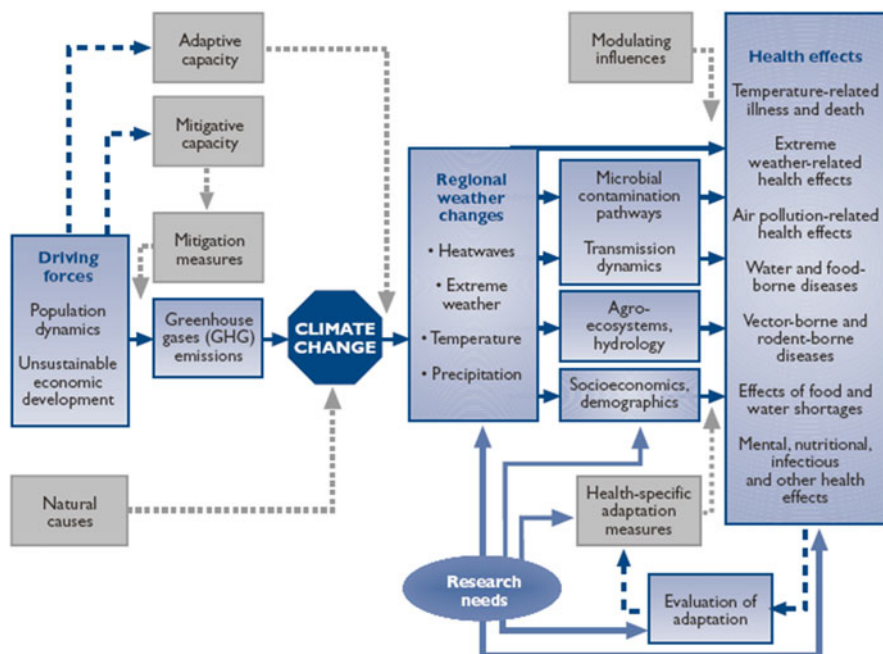 Adaptive
capacity
Mitigative
capacity
Mitigation
measures
Driving
forces
Population
dynamics
Unsustainable
economic
development
Greenhouse
gases (GHG)
emissions
CLIMATE
CHANGE
Natural
causes
Regional
weather
changes
• Heatwaves
• Extreme
weather
• Temperature
• Precipitation
Modulating
influences
Microbial
contamination
pathways
Transmission
dynamics
Agro-
ecosystems,
hydrology
Socioeconomics,
demographics
Health-specific
adaptation
measures
Research
needs
Evaluation of
adaptation
Health effects
Temperature-related
illness and death
Extreme
weather-related
health effects
Air pollution-related
health effects
Water and food-
borne diseases
Vector-borne and
rodent-borne
diseases
Effects of food and
water shortages
Mental, nutritional,
infectious
and other health
effects